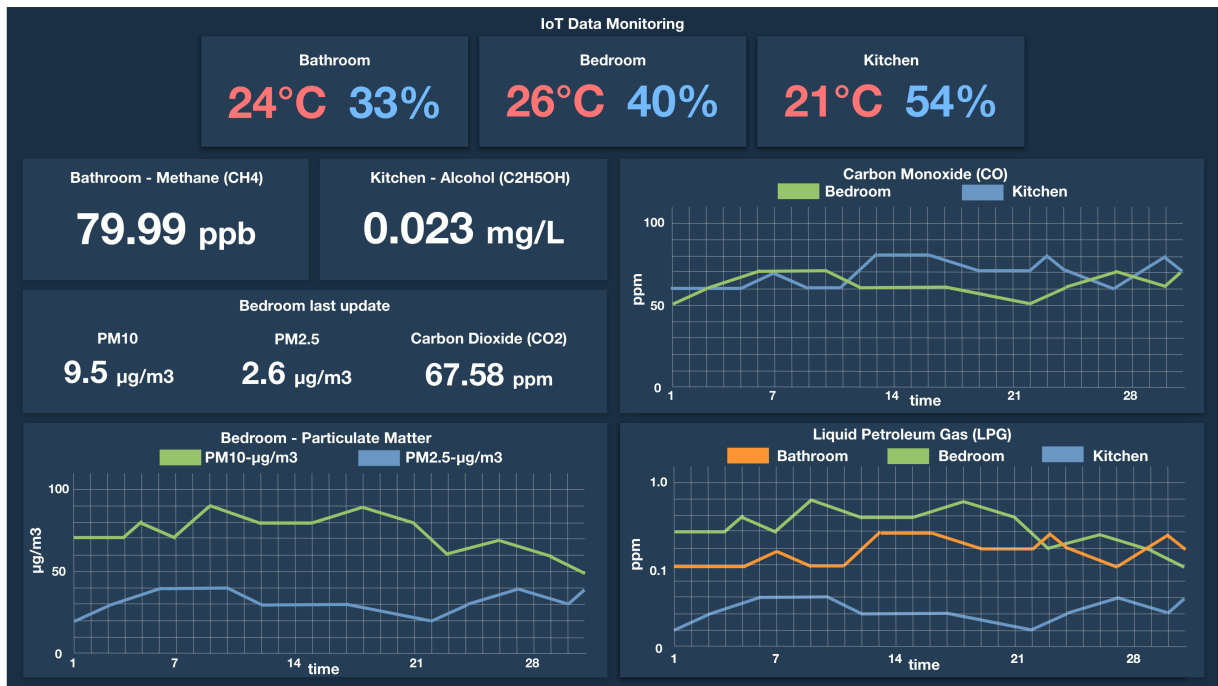 IoT Data Monitoring
Bathroom
24°C 33%
Bedroom
26°C 40%
Kitchen
21°C 54%
Bathroom - Methane (CH4)
79.99 ppb
Kitchen - Alcohol (C2H5OH)
0.023 mg/L
Bedroom last update
PM10
9.5 µg/m3
PM2.5
2.6 µg/m3
Carbon Dioxide (CO2)
67.58 ppm
Carbon Monoxide (CO)
Bedroom Kitchen
100
50
0
ppm
1 7 14 21 28
time
Bedroom - Particulate Matter
PM10-µg/m3 PM2.5-µg/m3
100
50
0
µg/m3
1 7 14 21 28
time
Liquid Petroleum Gas (LPG)
Bathroom Bedroom Kitchen
1.0
0.1
0
ppm
1 7 14 21 28
time